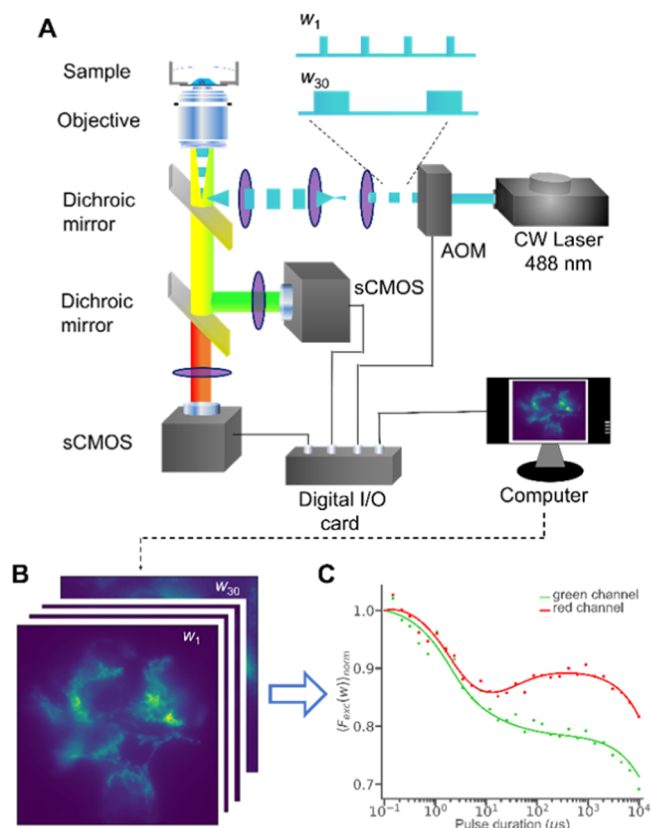 A
w1
w30
Sample
Objective
Dichroic
mirror
AOM
CW Laser
488 nm
Dichroic
mirror
sCMOS
sCMOS
Digital I/O
card
Computer
B
w30
w1
C
green channel
red channel
⟨Fexc(w)⟩norm
1.0
0.9
0.8
0.7
10⁻¹ 10⁰ 10¹ 10² 10³ 10⁴
Pulse duration (μs)